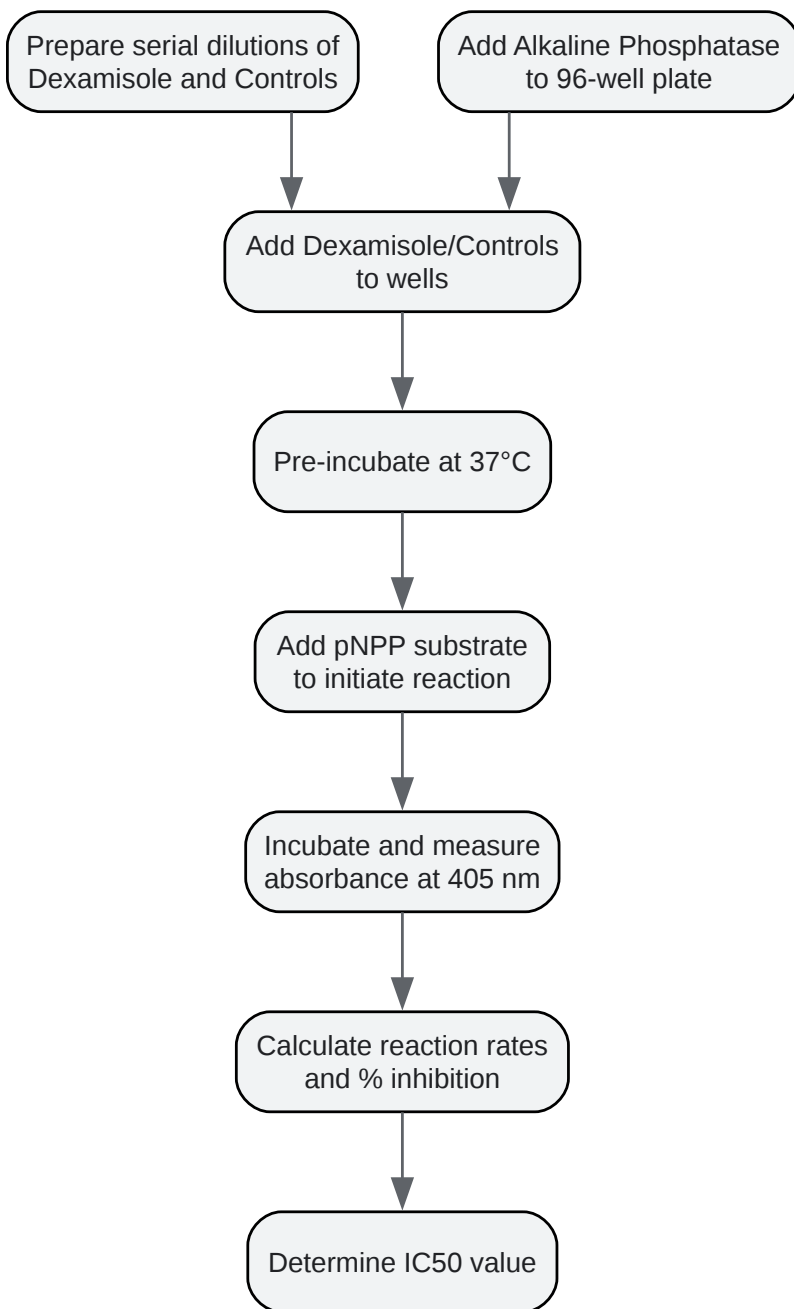 Prepare serial dilutions of
Dexamisole and Controls
Add Alkaline Phosphatase
to 96-well plate
Add Dexamisole/Controls
to wells
Pre-incubate at 37°C
Add pNPP substrate
to initiate reaction
Incubate and measure
absorbance at 405 nm
Calculate reaction rates
and % inhibition
Determine IC50 value